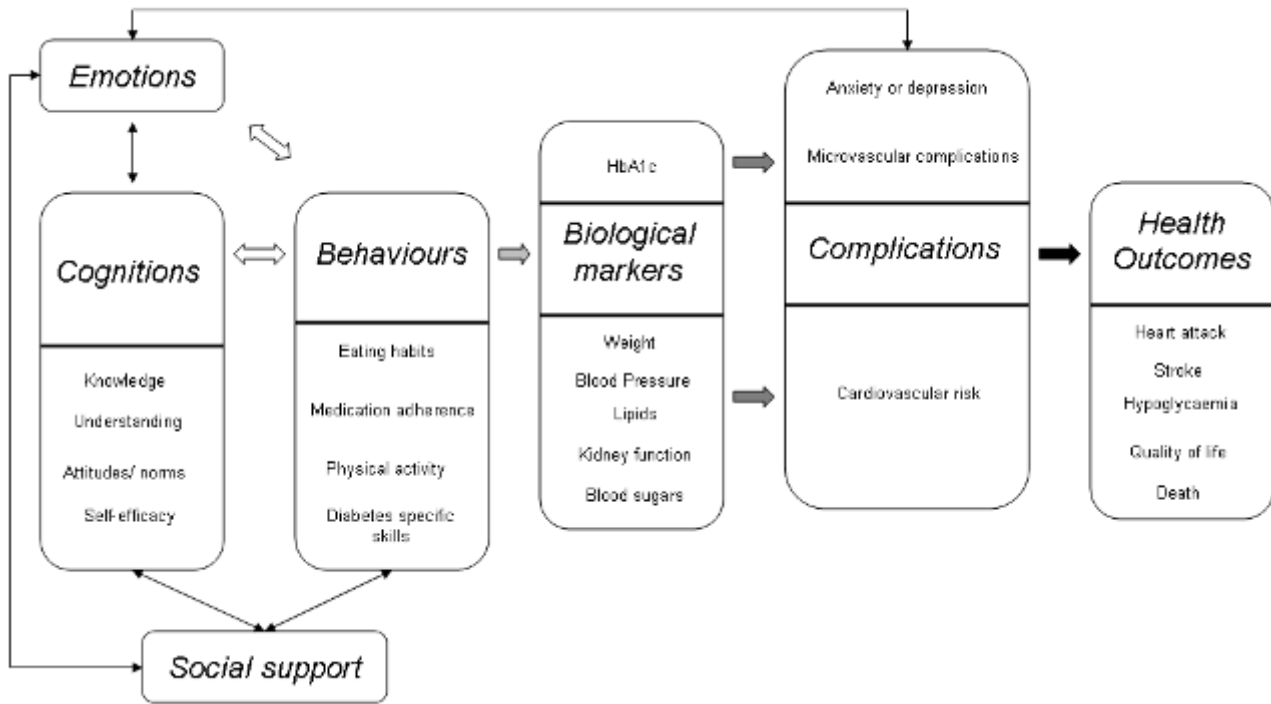 Emotions
Cognitions
Knowledge
Understanding
Attitudes/ norms
Self-efficacy
Behaviours
Eating habits
Medication adherence
Physical activity
Diabetes specific
skills
Social support
HbA1c
Biological
markers
Weight
Blood Pressure
Lipids
Kidney function
Blood sugars
Anxiety or depression
Microvascular complications
Complications
Cardiovascular risk
Health
Outcomes
Heart attack
Stroke
Hypoglycaemia
Quality of life
Death